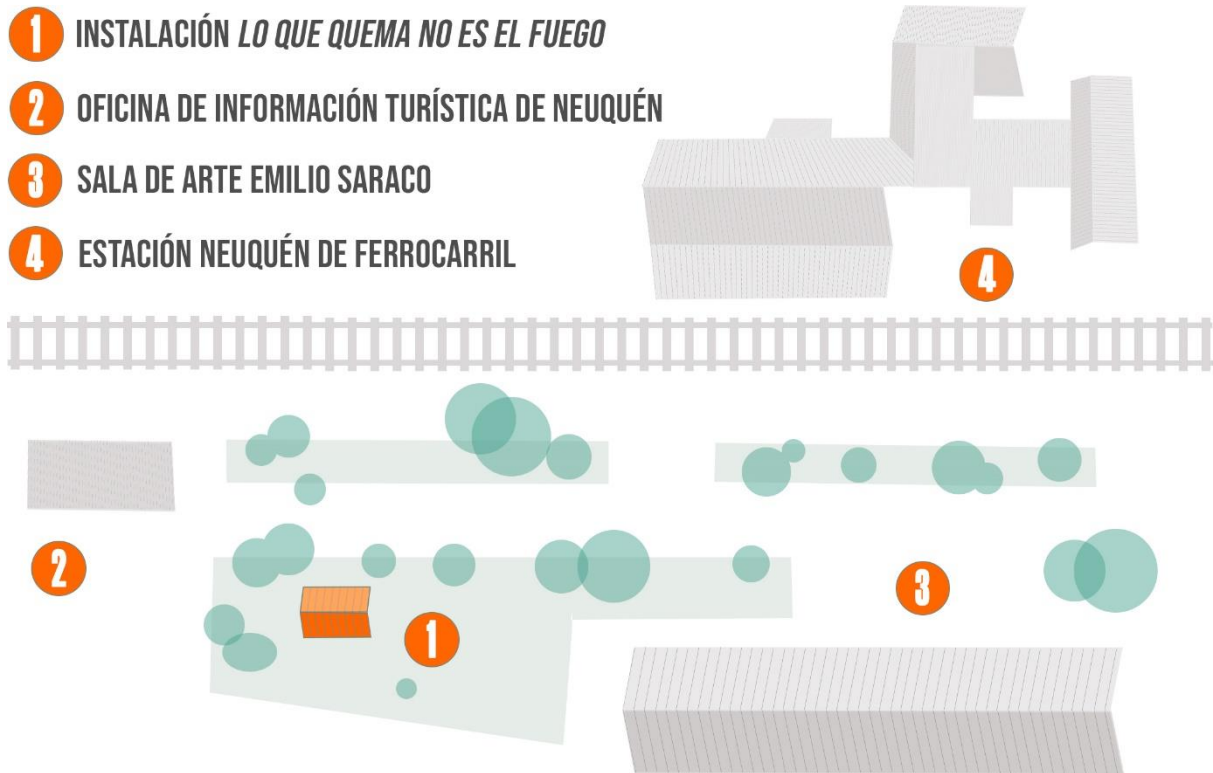 1 INSTALACIÓN LO QUE QUEMA NO ES EL FUEGO
2 OFICINA DE INFORMACIÓN TURÍSTICA DE NEUQUÉN
3 SALA DE ARTE EMILIO SARACO
4 ESTACIÓN NEUQUÉN DE FERROCARRIL
4
2
3
1